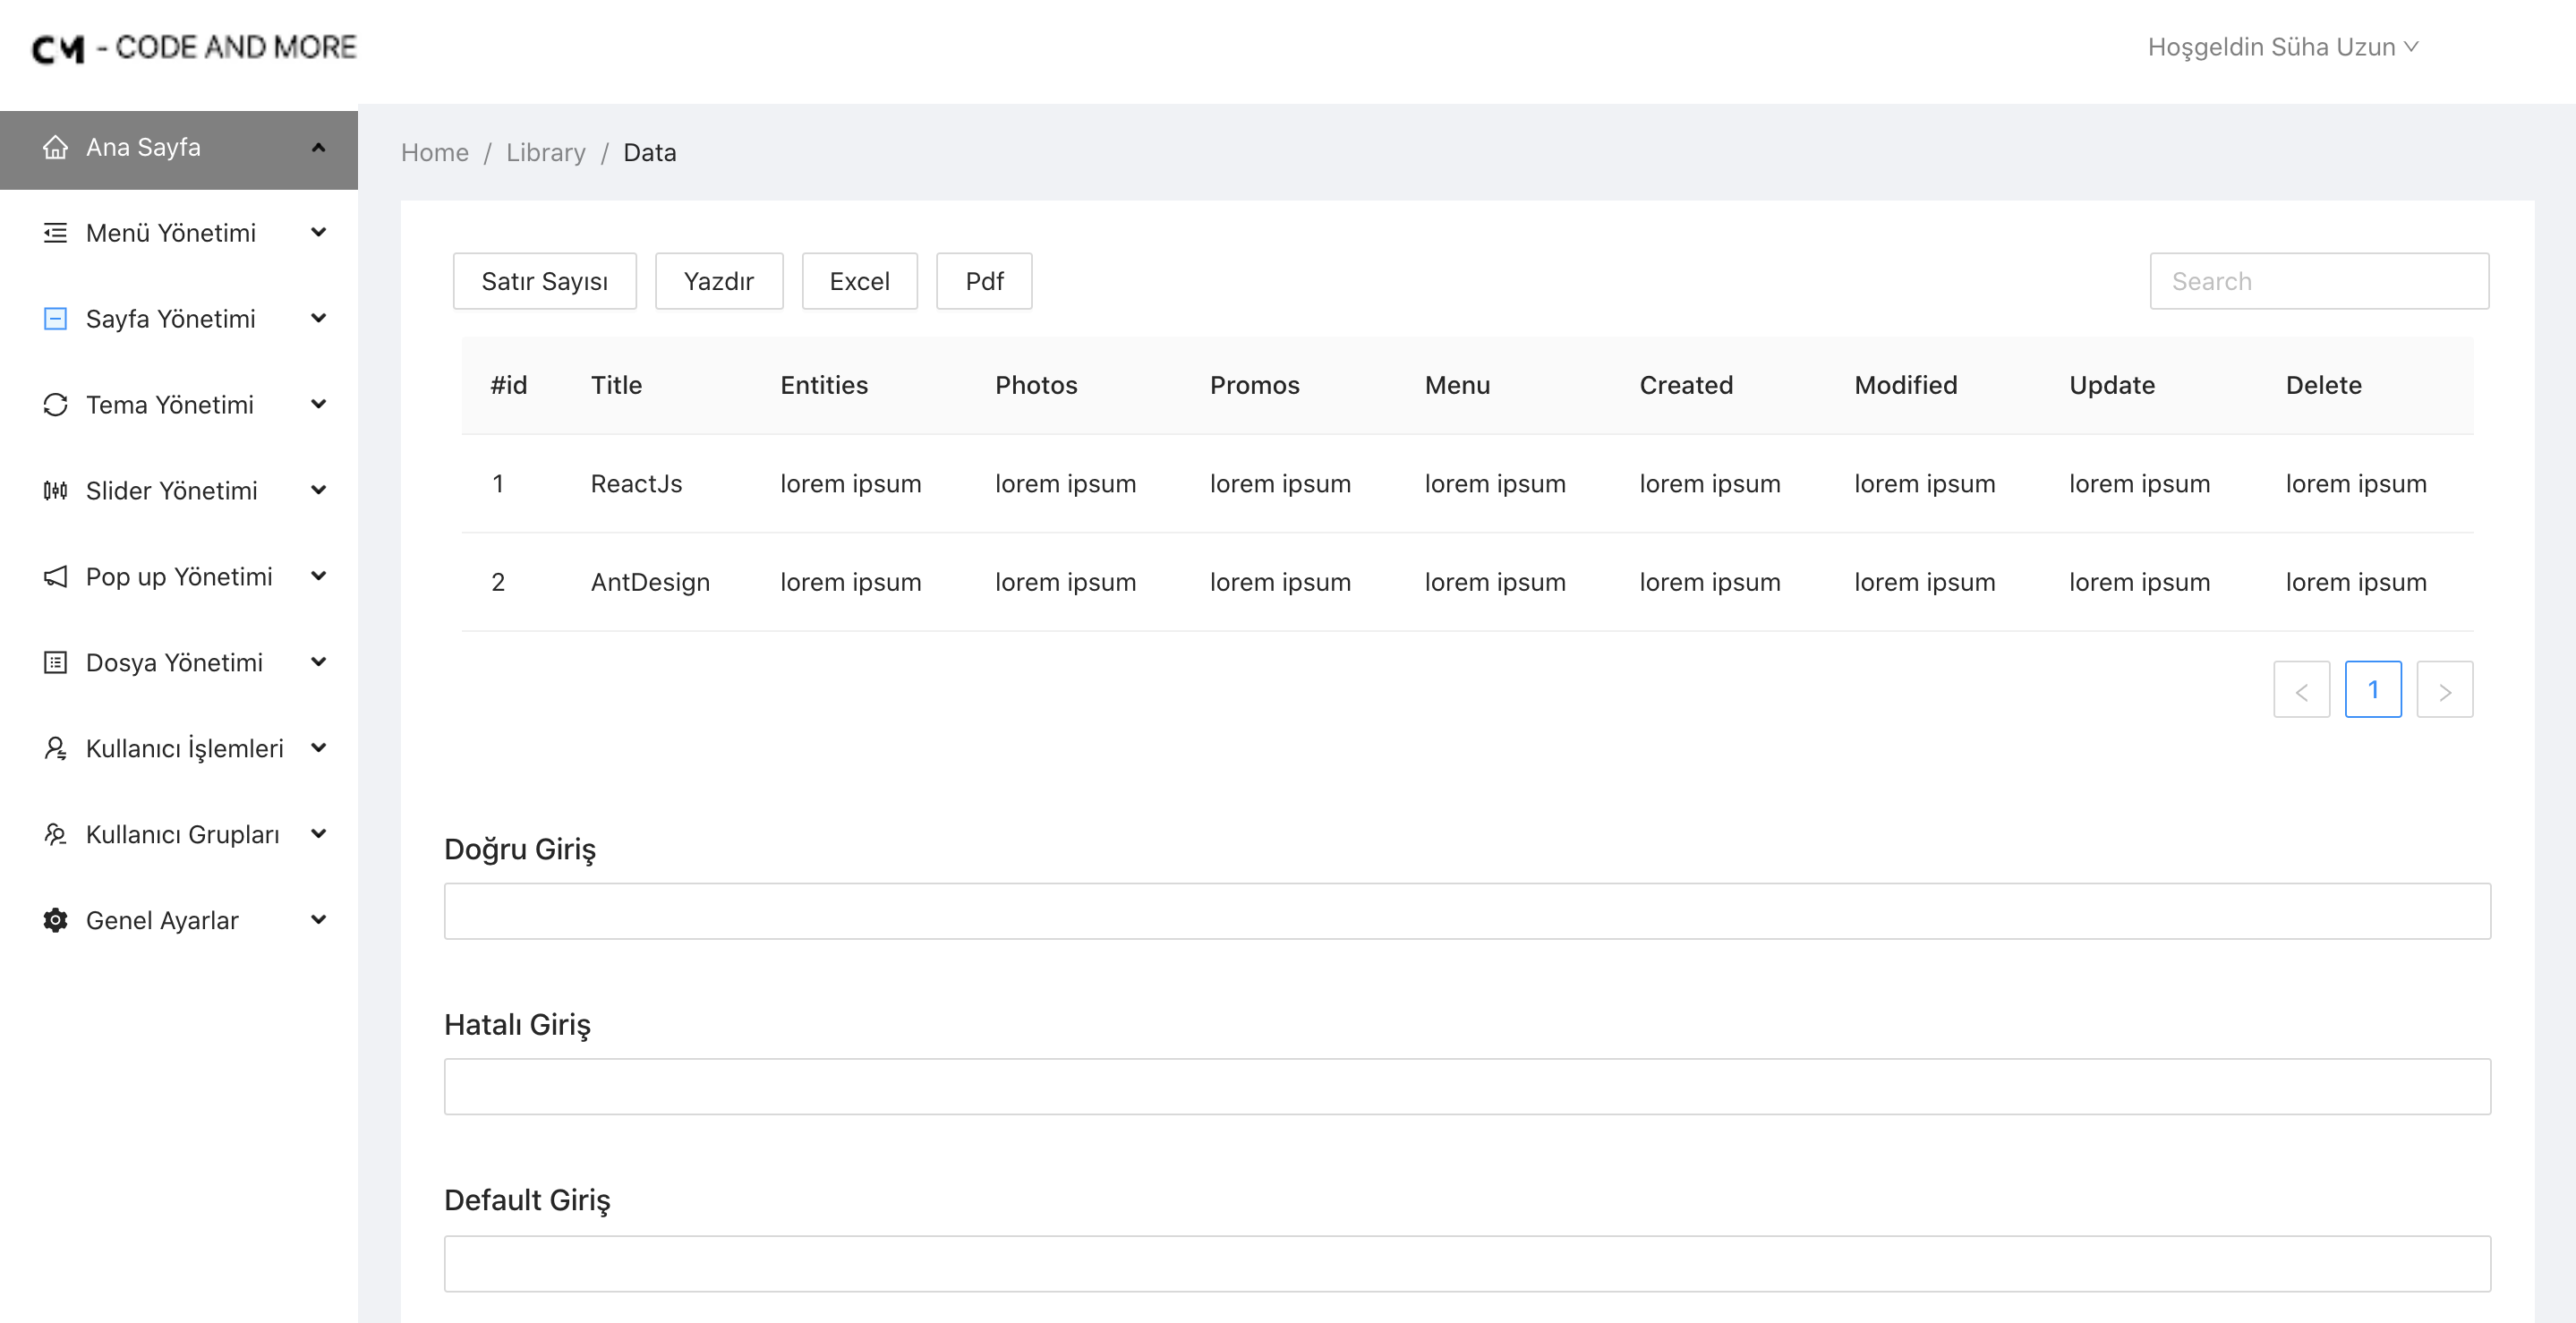 CM - CODE AND MORE
Hoşgeldin Süha Uzun
Ana Sayfa
Menü Yönetimi
Sayfa Yönetimi
Tema Yönetimi
Slider Yönetimi
Pop up Yönetimi
Dosya Yönetimi
Kullanıcı İşlemleri
Kullanıcı Grupları
Genel Ayarlar
Home / Library / Data
Satır Sayısı Yazdır Excel Pdf Search
#id Title Entities Photos Promos Menu Created Modified Update Delete
1 ReactJs lorem ipsum lorem ipsum lorem ipsum lorem ipsum lorem ipsum lorem ipsum lorem ipsum lorem ipsum
2 AntDesign lorem ipsum lorem ipsum lorem ipsum lorem ipsum lorem ipsum lorem ipsum lorem ipsum lorem ipsum
< 1 >
Doğru Giriş
Hatalı Giriş
Default Giriş